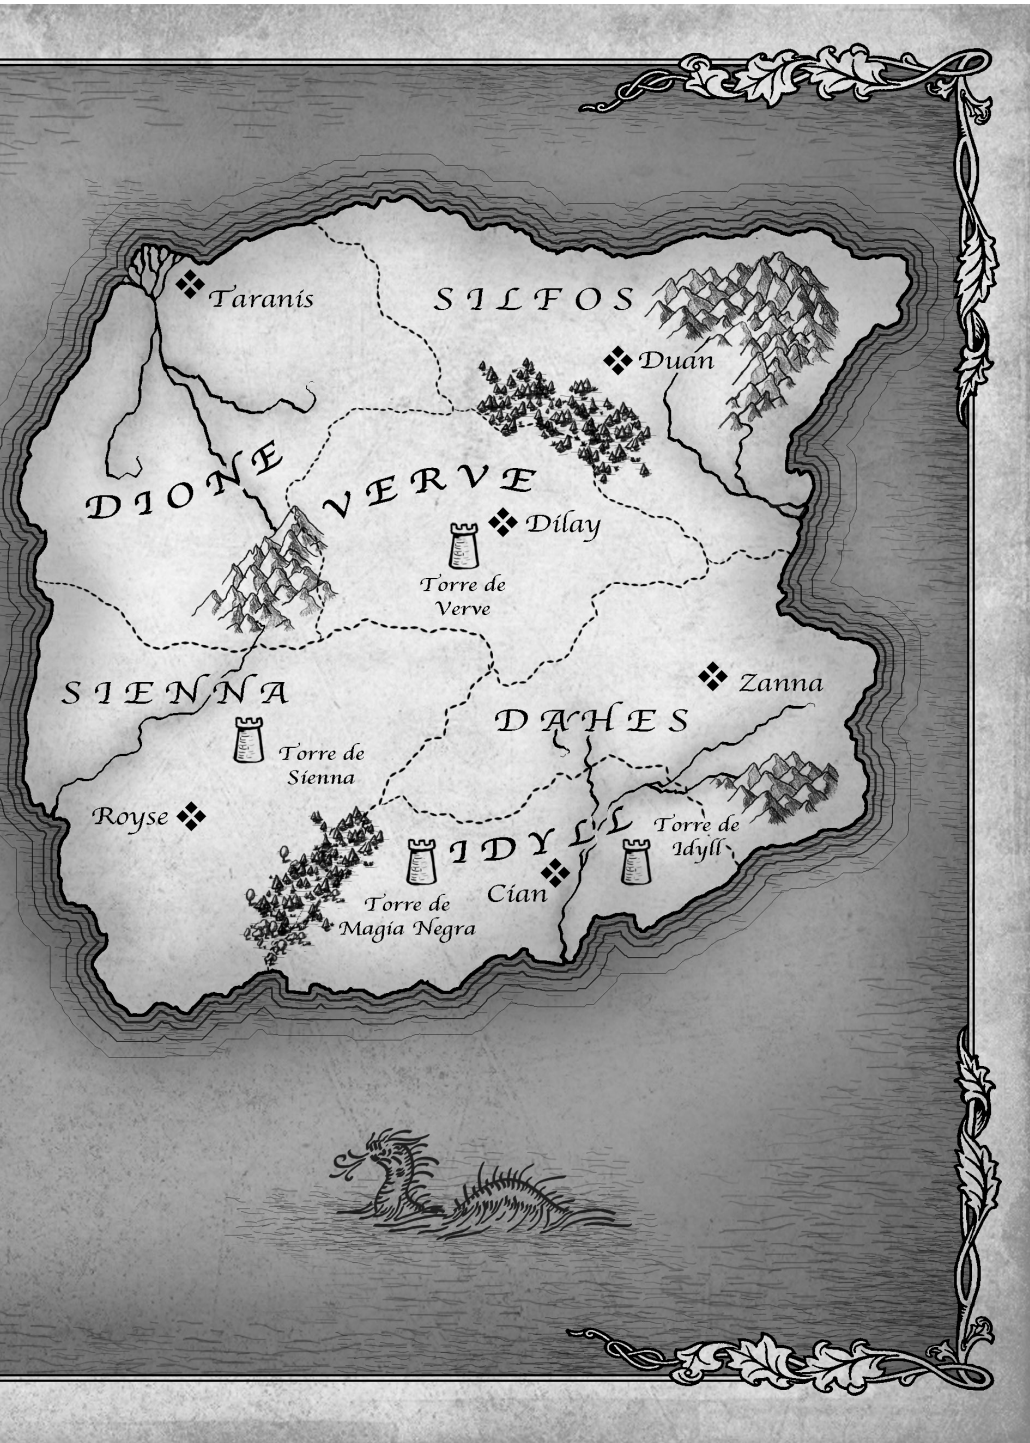 Taranis
SILFOS
Duan
DIONE
VERVE
Dilay
Torre de
Verve
SIENNA
Zanna
DAHES
Torre de
Sienna
Royse
IDYLL
Torre de
Idyll
Cian
Torre de
Magia Negra